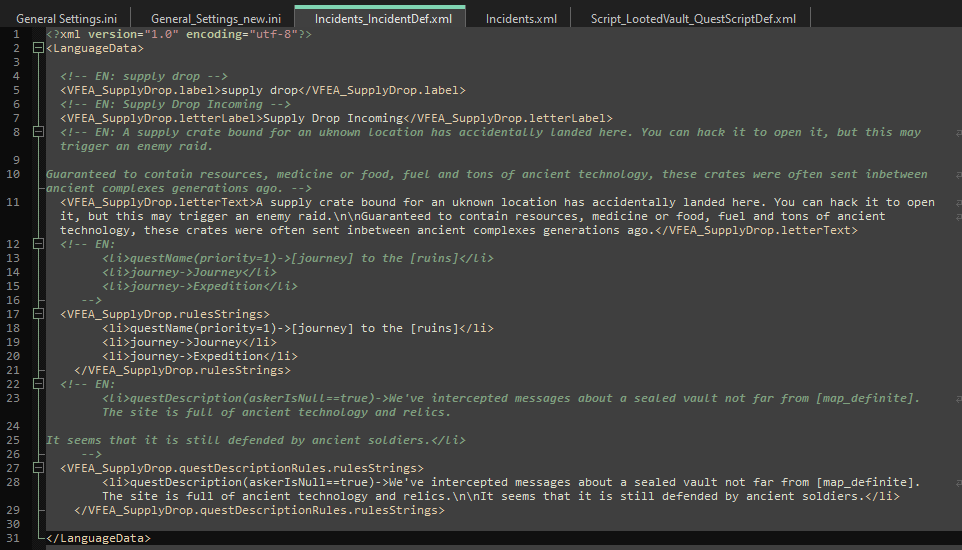 General Settings.ini General_Settings_new.ini Incidents_IncidentDef.xml Incidents.xml Script_LootedVault_QuestScriptDef.xml
1 <?xml version="1.0" encoding="utf-8"?>
2 <LanguageData>
3
4 <!-- EN: supply drop -->
5 <VFEA_SupplyDrop.label>supply drop</VFEA_SupplyDrop.label>
6 <!-- EN: Supply Drop Incoming -->
7 <VFEA_SupplyDrop.letterLabel>Supply Drop Incoming</VFEA_SupplyDrop.letterLabel>
8 <!-- EN: A supply crate bound for an uknown location has accidentally landed here. You can hack it to open it, but this may
trigger an enemy raid.
9
10 Guaranteed to contain resources, medicine or food, fuel and tons of ancient technology, these crates were often sent inbetween
ancient complexes generations ago. -->
11 <VFEA_SupplyDrop.letterText>A supply crate bound for an uknown location has accidentally landed here. You can hack it to open
it, but this may trigger an enemy raid.\n\nGuaranteed to contain resources, medicine or food, fuel and tons of ancient
technology, these crates were often sent inbetween ancient complexes generations ago.</VFEA_SupplyDrop.letterText>
12 <!-- EN:
13 <li>questName(priority=1)->[journey] to the [ruins]</li>
14 <li>journey->Journey</li>
15 <li>journey->Expedition</li>
16 -->
17 <VFEA_SupplyDrop.rulesStrings>
18 <li>questName(priority=1)->[journey] to the [ruins]</li>
19 <li>journey->Journey</li>
20 <li>journey->Expedition</li>
21 </VFEA_SupplyDrop.rulesStrings>
22 <!-- EN:
23 <li>questDescription(askerIsNull==true)->We've intercepted messages about a sealed vault not far from [map_definite].
The site is full of ancient technology and relics.
24
25 It seems that it is still defended by ancient soldiers.</li>
26 -->
27 <VFEA_SupplyDrop.questDescriptionRules.rulesStrings>
28 <li>questDescription(askerIsNull==true)->We've intercepted messages about a sealed vault not far from [map_definite].
The site is full of ancient technology and relics.\n\nIt seems that it is still defended by ancient soldiers.</li>
29 </VFEA_SupplyDrop.questDescriptionRules.rulesStrings>
30
31 </LanguageData>